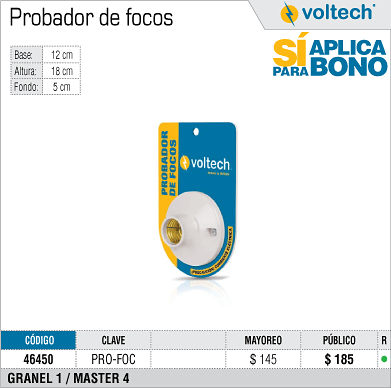 Probador de focos
voltech®
SÍ APLICA
PARA BONO
Base: 12 cm
Altura: 18 cm
Fondo: 5 cm
PROBADOR
DE FOCOS
voltech
CÓDIGO CLAVE MAYOREO PÚBLICO R
46450 PRO-FOC $ 145 $ 185
GRANEL 1 / MASTER 4